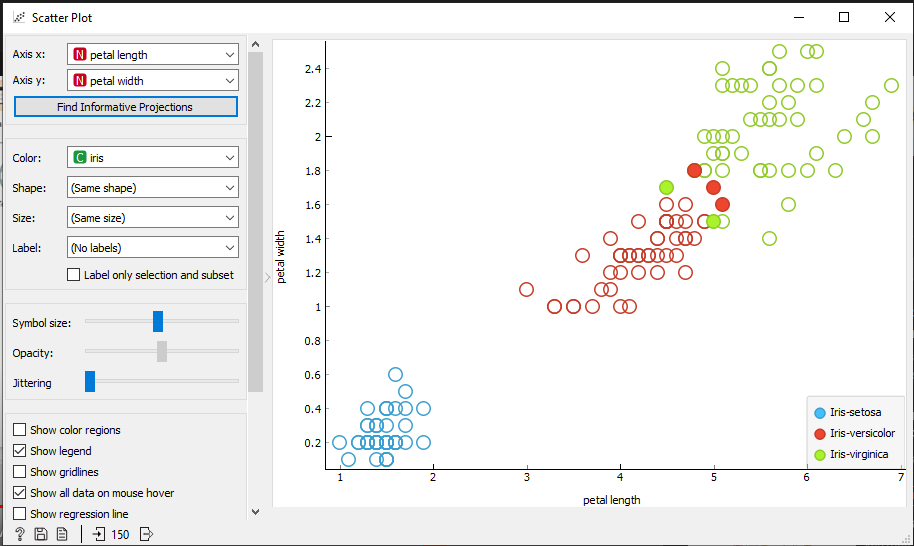 Scatter Plot
Axis x: N petal length
Axis y: N petal width
Find Informative Projections
Color: C iris
Shape: (Same shape)
Size: (Same size)
Label: (No labels)
Label only selection and subset
Symbol size:
Opacity:
Jittering
Show color regions
Show legend
Show gridlines
Show all data on mouse hover
Show regression line
? 150
petal width
2.4
2.2
2
1.8
1.6
1.4
1.2
1
0.8
0.6
0.4
0.2
1 2 3 4 5 6 7
petal length
Iris-setosa
Iris-versicolor
Iris-virginica